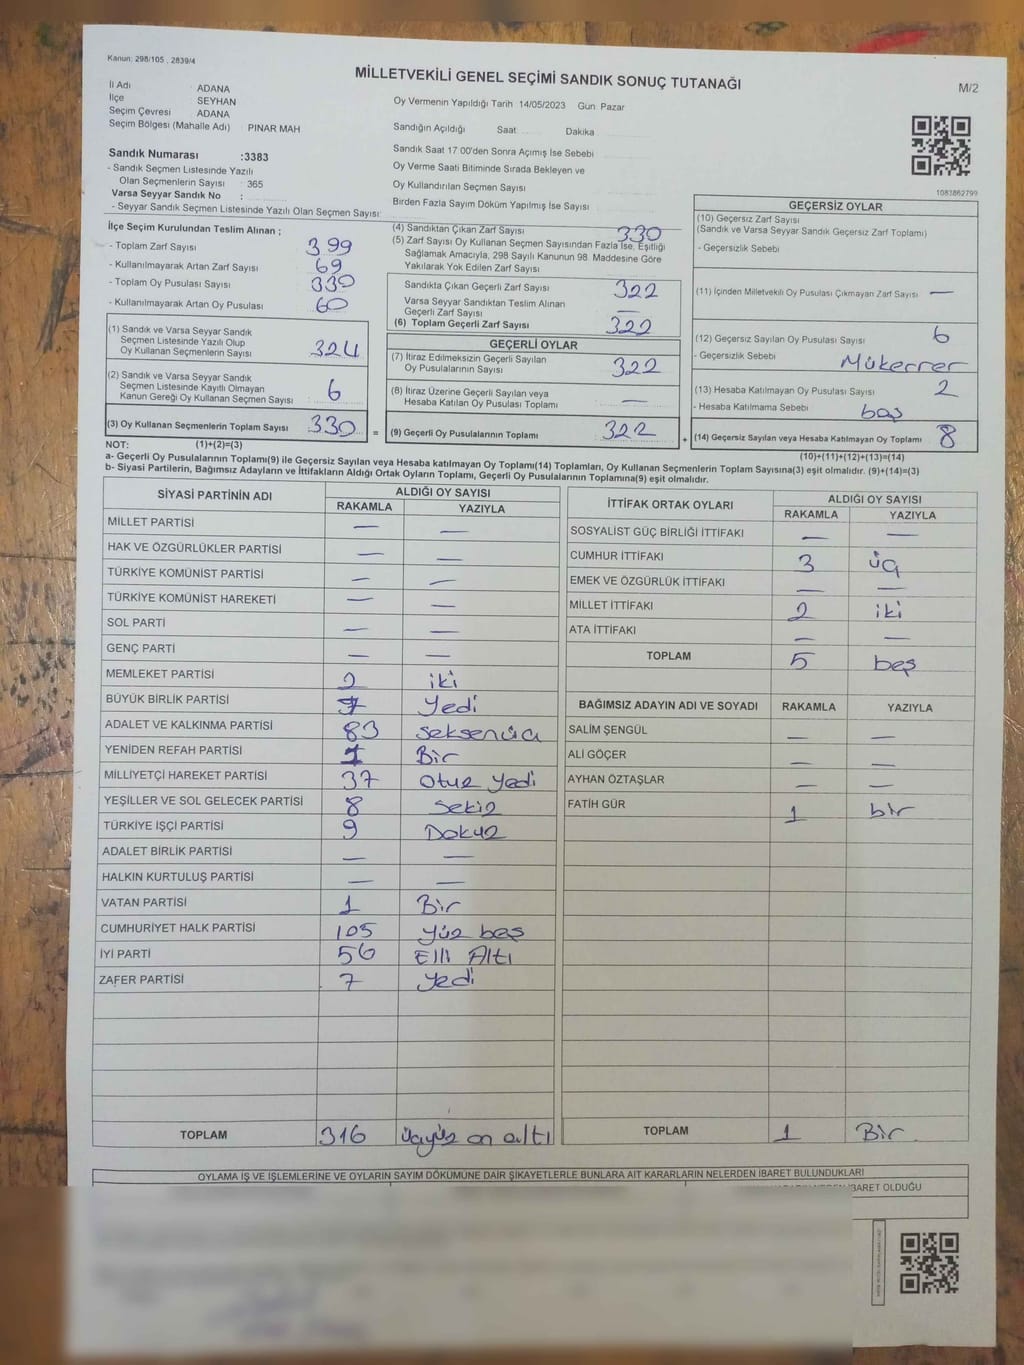 Kanun: 298/105 , 2839/4
MİLLETVEKİLİ GENEL SEÇİMİ SANDIK SONUÇ TUTANAĞI
M/2
İl Adı ADANA
İlçe SEYHAN
Seçim Çevresi ADANA
Seçim Bölgesi (Mahalle Adı) PINAR MAH
Sandık Numarası :3383
- Sandık Seçmen Listesinde Yazılı
Olan Seçmenlerin Sayısı : 365
Varsa Seyyar Sandık No :
- Seyyar Sandık Seçmen Listesinde Yazılı Olan Seçmen Sayısı:
Oy Vermenin Yapıldığı Tarih 14/05/2023 Gün: Pazar
Sandığın Açıldığı Saat Dakika
Sandık Saat 17:00'den Sonra Açımış İse Sebebi
Oy Verme Saati Bitiminde Sırada Bekleyen ve
Oy Kullandırılan Seçmen Sayısı
Birden Fazla Sayım Döküm Yapılmış İse Sayısı
1083862799
İlçe Seçim Kurulundan Teslim Alınan ;
- Toplam Zarf Sayısı 399
- Kullanılmayarak Artan Zarf Sayısı 69
- Toplam Oy Pusulası Sayısı 330
- Kullanılmayarak Artan Oy Pusulası 60
(1) Sandık ve Varsa Seyyar Sandık
Seçmen Listesinde Yazılı Olup
Oy Kullanan Seçmenlerin Sayısı 324
(2) Sandık ve Varsa Seyyar Sandık
Seçmen Listesinde Kayıtlı Olmayan
Kanun Gereği Oy Kullanan Seçmen Sayısı : 6
(3) Oy Kullanan Seçmenlerin Toplam Sayısı 330 =
(4) Sandıktan Çıkan Zarf Sayısı 330
(5) Zarf Sayısı Oy Kullanan Seçmen Sayısından Fazla İse, Eşitliği
Sağlamak Amacıyla, 298 Sayılı Kanunun 98. Maddesine Göre
Yakılarak Yok Edilen Zarf Sayısı
Sandıkta Çıkan Geçerli Zarf Sayısı 322
Varsa Seyyar Sandıktan Teslim Alınan
Geçerli Zarf Sayısı —
(6) Toplam Geçerli Zarf Sayısı 322
GEÇERLİ OYLAR
(7) İtiraz Edilmeksizin Geçerli Sayılan
Oy Pusulalarının Sayısı 322
(8) İtiraz Üzerine Geçerli Sayılan veya
Hesaba Katılan Oy Pusulası Toplamı —
(9) Geçerli Oy Pusulalarının Toplamı 322 +
GEÇERSİZ OYLAR
(10) Geçersiz Zarf Sayısı
(Sandık ve Varsa Seyyar Sandık Geçersiz Zarf Toplamı)
- Geçersizlik Sebebi
(11) İçinden Milletvekili Oy Pusulası Çıkmayan Zarf Sayısı —
(12) Geçersiz Sayılan Oy Pusulası Sayısı 6
- Geçersizlik Sebebi Mükerrer
(13) Hesaba Katılmayan Oy Pusulası Sayısı 2
- Hesaba Katılmama Sebebi boş
(14) Geçersiz Sayılan veya Hesaba Katılmayan Oy Toplamı 8
NOT: (1)+(2)=(3)
(10)+(11)+(12)+(13)=(14)
a- Geçerli Oy Pusulalarının Toplamı(9) ile Geçersiz Sayılan veya Hesaba katılmayan Oy Toplamı(14) Toplamları, Oy Kullanan Seçmenlerin Toplam Sayısına(3) eşit olmalıdır. (9)+(14)=(3)
b- Siyasi Partilerin, Bağımsız Adayların ve İttifakların Aldığı Ortak Oyların Toplamı, Geçerli Oy Pusulalarının Toplamına(9) eşit olmalıdır.
SİYASİ PARTİNİN ADI ALDIĞI OY SAYISI
RAKAMLA YAZIYLA
MİLLET PARTİSİ — —
HAK VE ÖZGÜRLÜKLER PARTİSİ — —
TÜRKİYE KOMÜNİST PARTİSİ — —
TÜRKİYE KOMÜNİST HAREKETİ — —
SOL PARTİ — —
GENÇ PARTİ — —
MEMLEKET PARTİSİ 2 iki
BÜYÜK BİRLİK PARTİSİ 7 Yedi
ADALET VE KALKINMA PARTİSİ 83 seksenüç
YENİDEN REFAH PARTİSİ 1 Bir
MİLLİYETÇİ HAREKET PARTİSİ 37 Otuz yedi
YEŞİLLER VE SOL GELECEK PARTİSİ 8 Sekiz
TÜRKİYE İŞÇİ PARTİSİ 9 Dokuz
ADALET BİRLİK PARTİSİ — —
HALKIN KURTULUŞ PARTİSİ — —
VATAN PARTİSİ 1 Bir
CUMHURİYET HALK PARTİSİ 105 yüz beş
İYİ PARTİ 56 Elli Altı
ZAFER PARTİSİ 7 yedi
TOPLAM 316 üçyüz on altı
İTTİFAK ORTAK OYLARI ALDIĞI OY SAYISI
RAKAMLA YAZIYLA
SOSYALİST GÜÇ BİRLİĞİ İTTİFAKI — —
CUMHUR İTTİFAKI 3 üç
EMEK VE ÖZGÜRLÜK İTTİFAKI — —
MİLLET İTTİFAKI 2 iki
ATA İTTİFAKI — —
TOPLAM 5 beş
BAĞIMSIZ ADAYIN ADI VE SOYADI RAKAMLA YAZIYLA
SALİM ŞENGÜL — —
ALİ GÖÇER — —
AYHAN ÖZTAŞLAR — —
FATİH GÜR 1 bir
TOPLAM 1 Bir
OYLAMA İŞ VE İŞLEMLERİNE VE OYLARIN SAYIM DÖKÜMÜNE DAİR ŞİKAYETLERLE BUNLARA AİT KARARLARIN NELERDEN İBARET BULUNDUKLARI
İBARET OLDUĞU